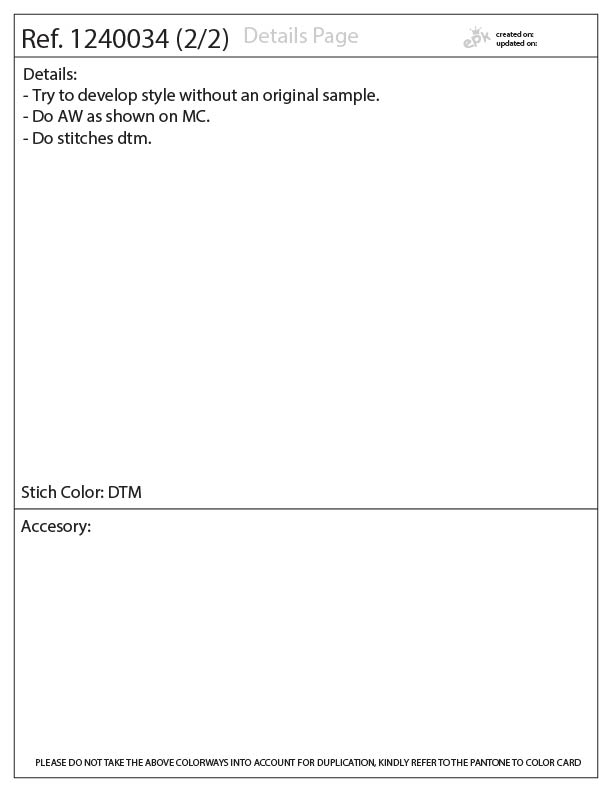 Ref. 1240034 (2/2) Details Page
epk
created on:
updated on:
Details:
- Try to develop style without an original sample.
- Do AW as shown on MC.
- Do stitches dtm.
Stich Color: DTM
Accesory:
PLEASE DO NOT TAKE THE ABOVE COLORWAYS INTO ACCOUNT FOR DUPLICATION, KINDLY REFER TO THE PANTONE TO COLOR CARD